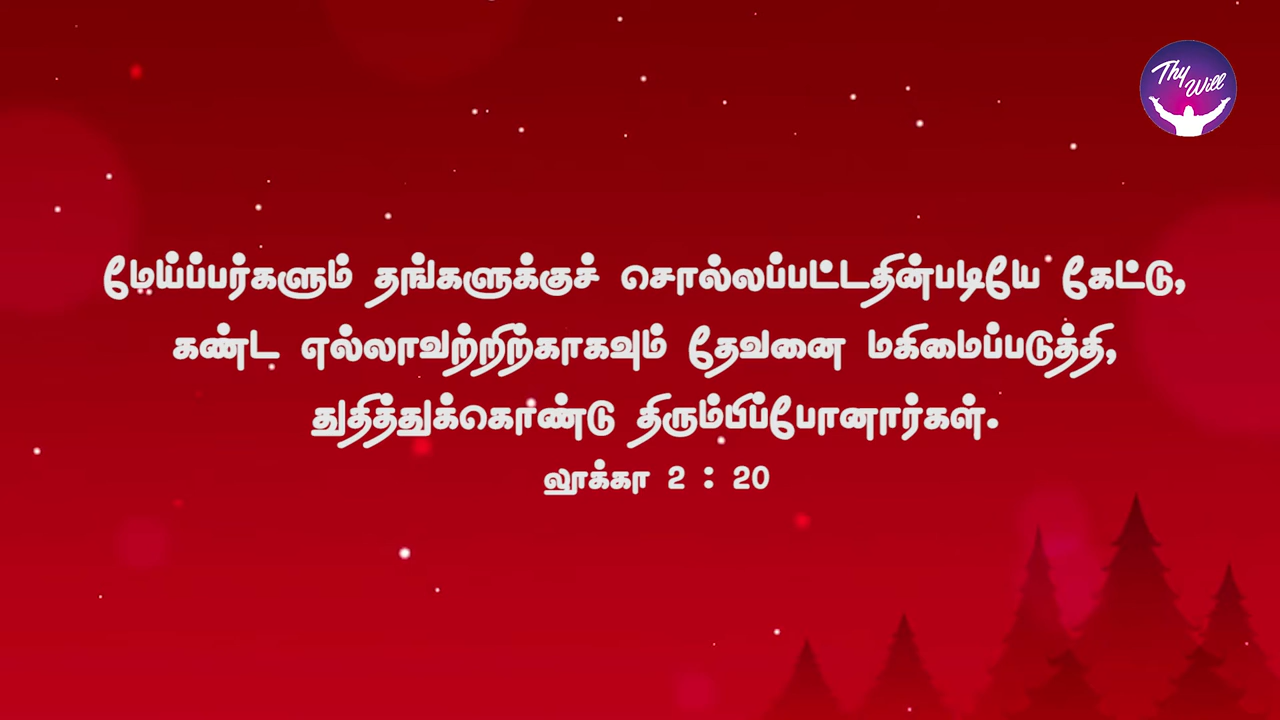 Thy
Will
மேய்ப்பர்களும் தங்களுக்குச் சொல்லப்பட்டதின்படியே கேட்டு,
கண்ட எல்லாவற்றிற்காகவும் தேவனை மகிமைப்படுத்தி,
துதித்துக்கொண்டு திரும்பிப்போனார்கள்.
லூக்கா 2 : 20